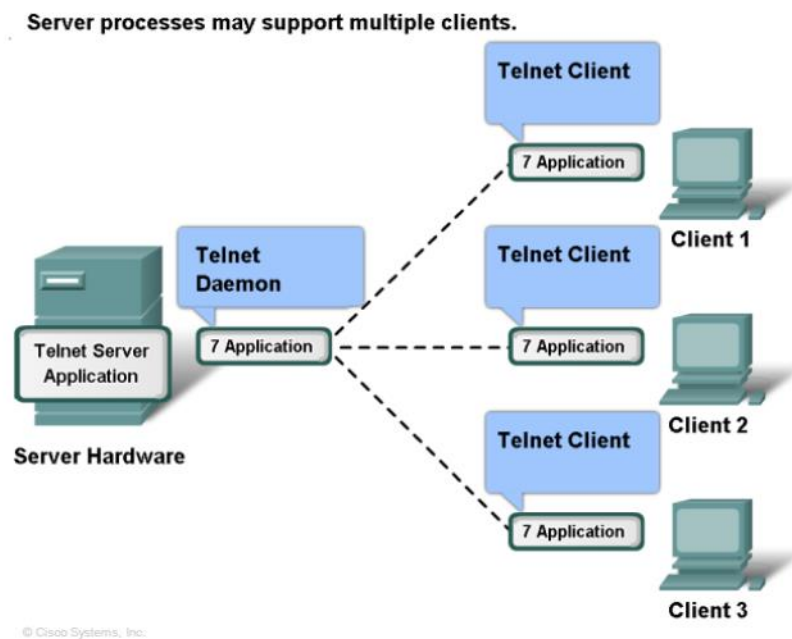 Server processes may support multiple clients.
Telnet Client
7 Application
Client 1
Telnet
Daemon
7 Application
Telnet Server
Application
Server Hardware
Telnet Client
7 Application
Client 2
Telnet Client
7 Application
Client 3
© Cisco Systems, Inc.